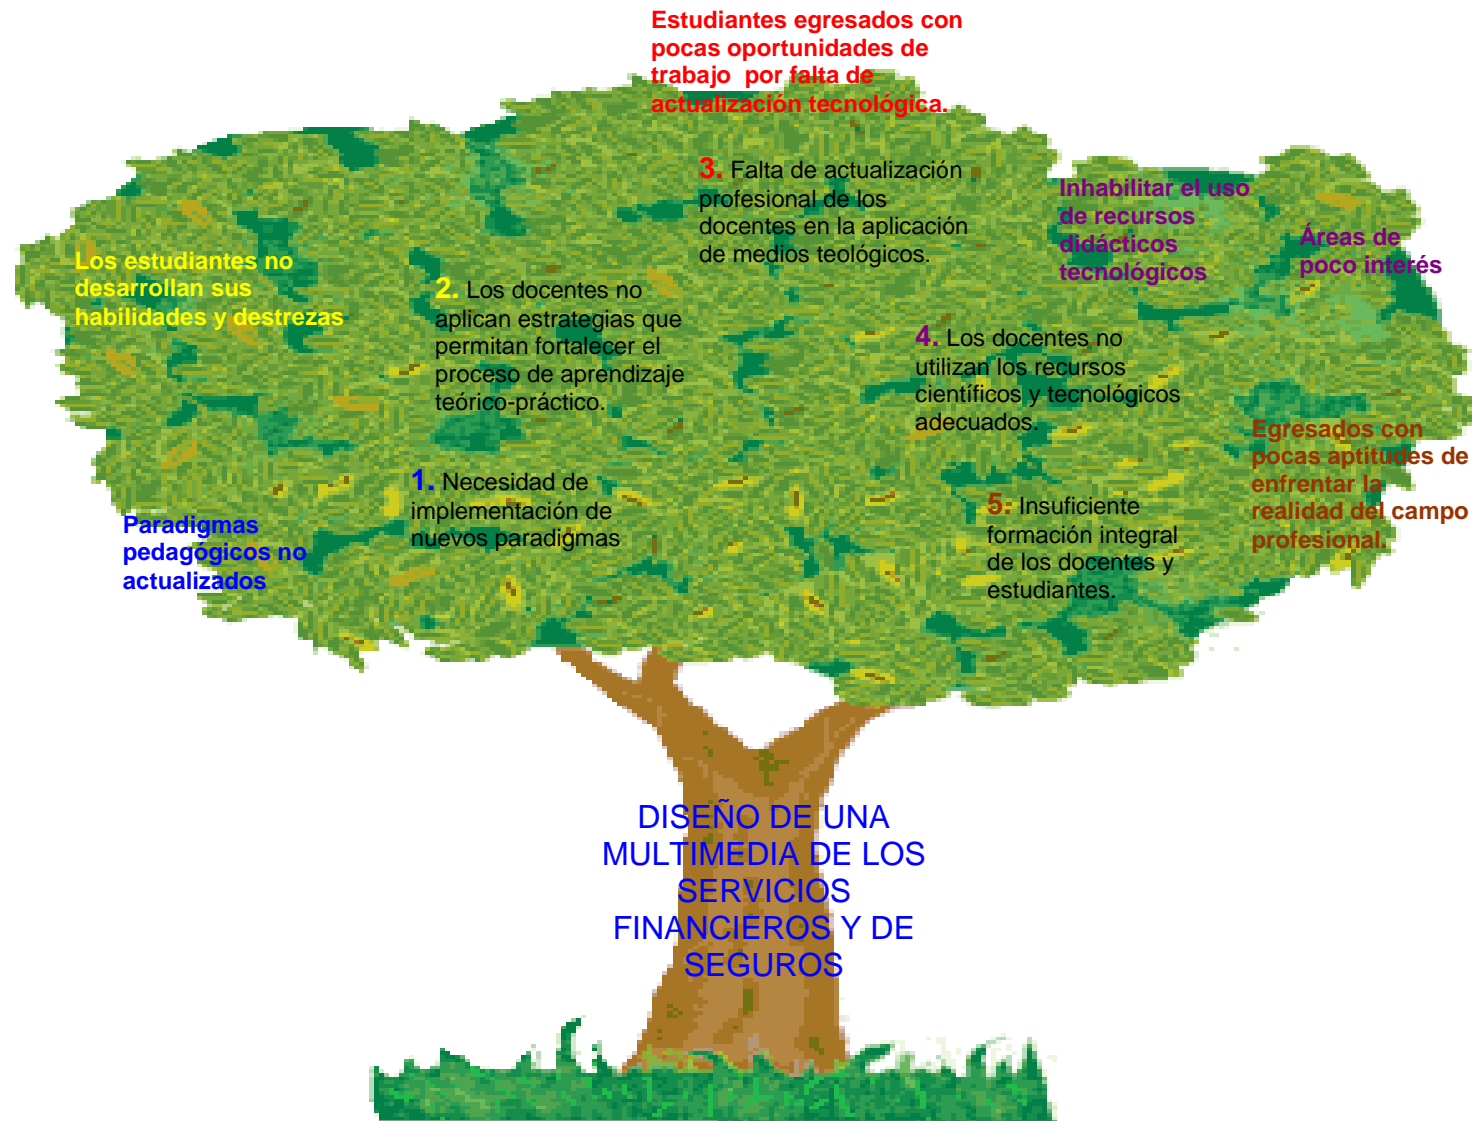 Estudiantes egresados con
pocas oportunidades de
trabajo por falta de
actualización tecnológica.
3. Falta de actualización
profesional de los
docentes en la aplicación
de medios teológicos.
Inhabilitar el uso
de recursos
didácticos
tecnológicos
Áreas de
poco interés
Los estudiantes no
desarrollan sus
habilidades y destrezas
2. Los docentes no
aplican estrategias que
permitan fortalecer el
proceso de aprendizaje
teórico-práctico.
4. Los docentes no
utilizan los recursos
científicos y tecnológicos
adecuados.
Egresados con
pocas aptitudes de
enfrentar la
realidad del campo
profesional.
1. Necesidad de
implementación de
nuevos paradigmas
Paradigmas
pedagógicos no
actualizados
5. Insuficiente
formación integral
de los docentes y
estudiantes.
DISEÑO DE UNA
MULTIMEDIA DE LOS
SERVICIOS
FINANCIEROS Y DE
SEGUROS